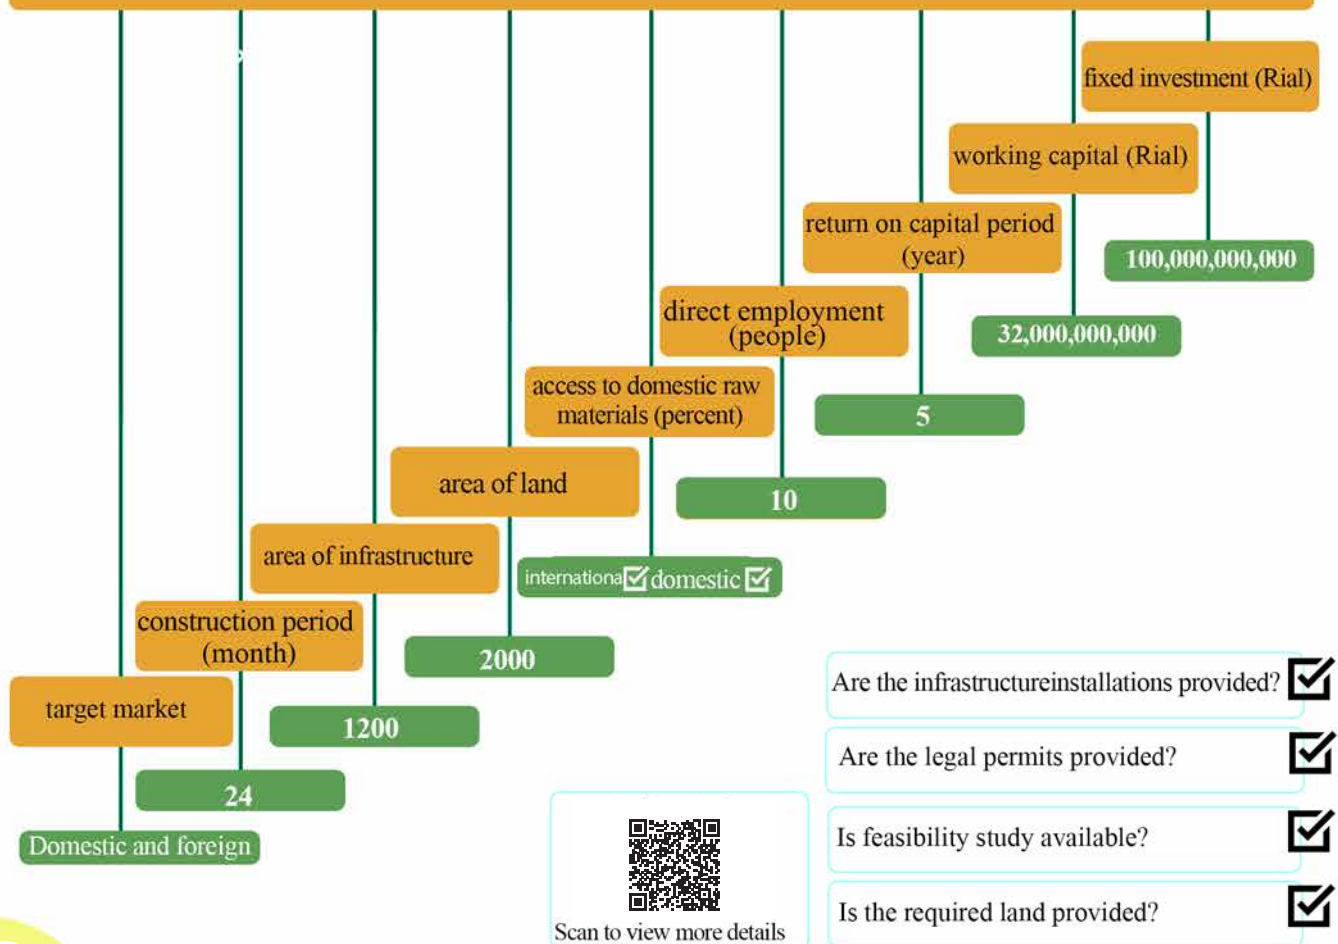 fixed investment (Rial)
100,000,000,000
working capital (Rial)
32,000,000,000
return on capital period
(year)
5
direct employment
(people)
10
access to domestic raw
materials (percent)
internationa domestic
area of land
2000
area of infrastructure
1200
construction period
(month)
24
target market
Domestic and foreign
Are the infrastructureinstallations provided?
Are the legal permits provided?
Is feasibility study available?
Is the required land provided?
Scan to view more details